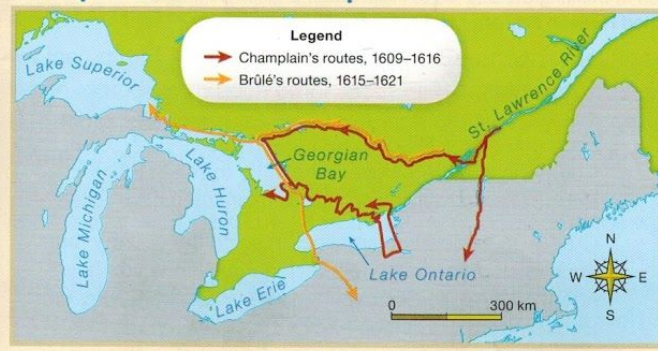 Legend
Champlain's routes, 1609–1616
Brûlé's routes, 1615–1621
Lake Superior
St. Lawrence River
Georgian
Bay
Lake Huron
Lake Michigan
Lake Ontario
Lake Erie
N
W E
S
0 300 km